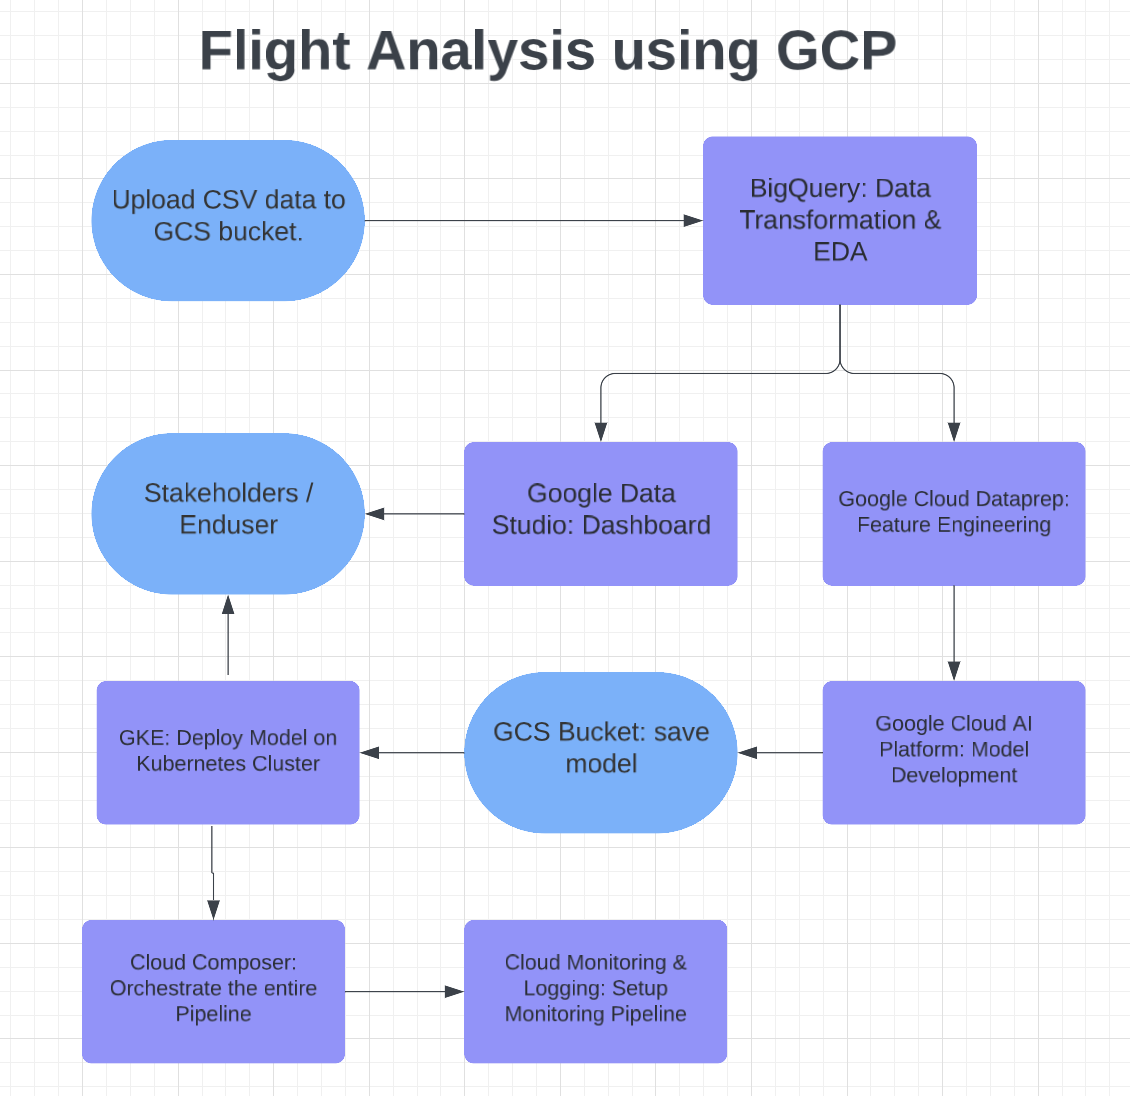 Flight Analysis using GCP
Upload CSV data to
GCS bucket.
BigQuery: Data
Transformation &
EDA
Stakeholders /
Enduser
Google Data
Studio: Dashboard
Google Cloud Dataprep:
Feature Engineering
GKE: Deploy Model on
Kubernetes Cluster
GCS Bucket: save
model
Google Cloud AI
Platform: Model
Development
Cloud Composer:
Orchestrate the entire
Pipeline
Cloud Monitoring &
Logging: Setup
Monitoring Pipeline